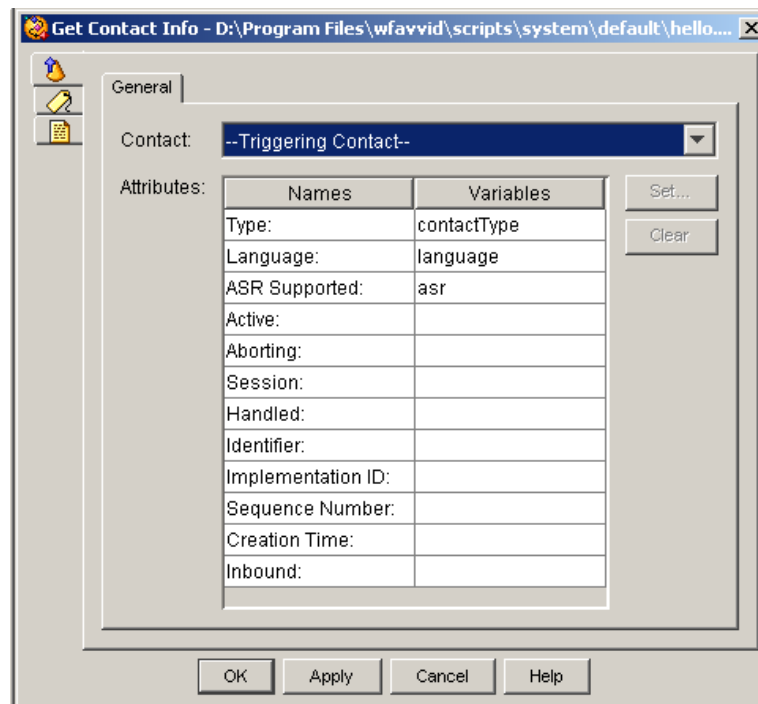 Get Contact Info - D:\Program Files\wfavvid\scripts\system\default\hello....
General
Contact: --Triggering Contact--
Attributes: Names Variables Set...
Type: contactType
Clear
Language: language
ASR Supported: asr
Active:
Aborting:
Session:
Handled:
Identifier:
Implementation ID:
Sequence Number:
Creation Time:
Inbound:
OK Apply Cancel Help